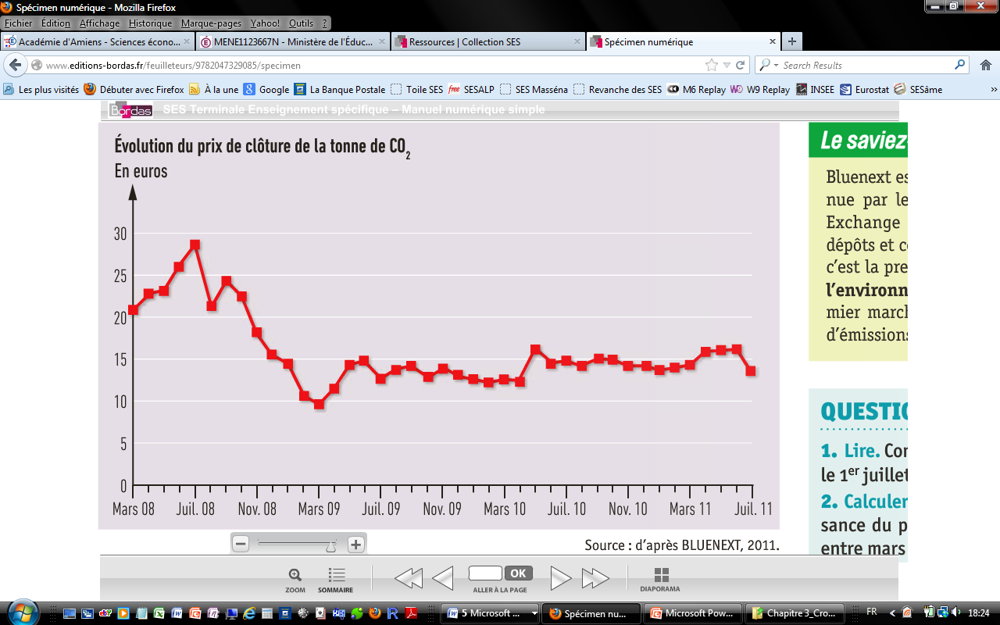 Spécimen numérique - Mozilla Firefox
Fichier Édition Affichage Historique Marque-pages Yahoo! Outils ?
Académie d'Amiens - Sciences écono... MENE1123667N - Ministère de l'Éduc... Ressources | Collection SES Spécimen numérique
www.editions-bordas.fr/feuilleteurs/9782047329085/specimen Search Results
Les plus visités Débuter avec Firefox À la une Google La Banque Postale Toile SES free SESALP SES Masséna Revanche des SES M6 Replay W9 Replay INSEE Eurostat SESâme »
Bordas SES Terminale Enseignement spécifique – Manuel numérique simple
Évolution du prix de clôture de la tonne de CO2
En euros
30
25
20
15
10
5
0
Mars 08 Juil. 08 Nov. 08 Mars 09 Juil. 09 Nov. 09 Mars 10 Juil. 10 Nov. 10 Mars 11 Juil. 11
Source : d'après BLUENEXT, 2011.
Le saviez-
Bluenext es
nue par le
Exchange
dépôts et c
c'est la pre
l'environn
mier march
d'émissions
QUESTIO
1. Lire. Con
le 1er juillet
2. Calculer
sance du p
entre mars
ZOOM SOMMAIRE OK ALLER À LA PAGE DIAPORAMA
5 Microsoft ... Spécimen nu... Microsoft Pow... Chapitre 3_Cro... FR 18:24